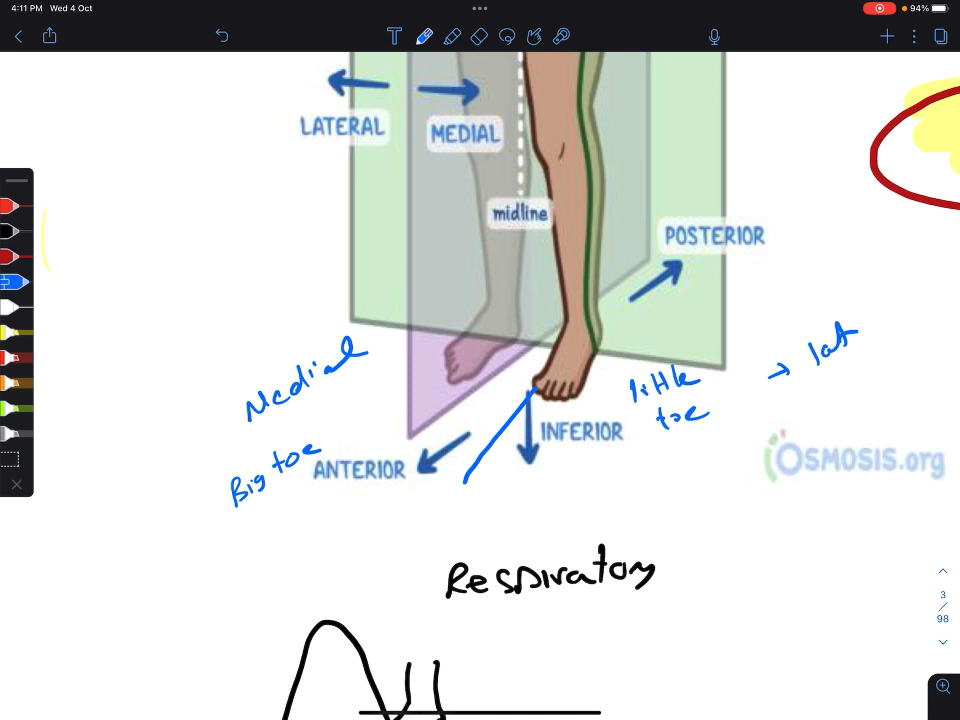 4:11 PM Wed 4 Oct
94%
LATERAL
MEDIAL
midline
POSTERIOR
Medial
little
toe
→ lat
INFERIOR
Big toe
ANTERIOR
OSMOSIS.org
Respiratory
3
/
98